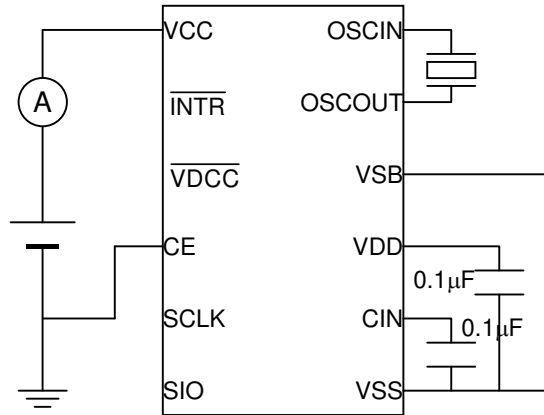 VCC
OSCIN
A
INTR
OSCOUT
VDCC
VSB
CE
VDD
0.1μF
SCLK
CIN
0.1μF
SIO
VSS